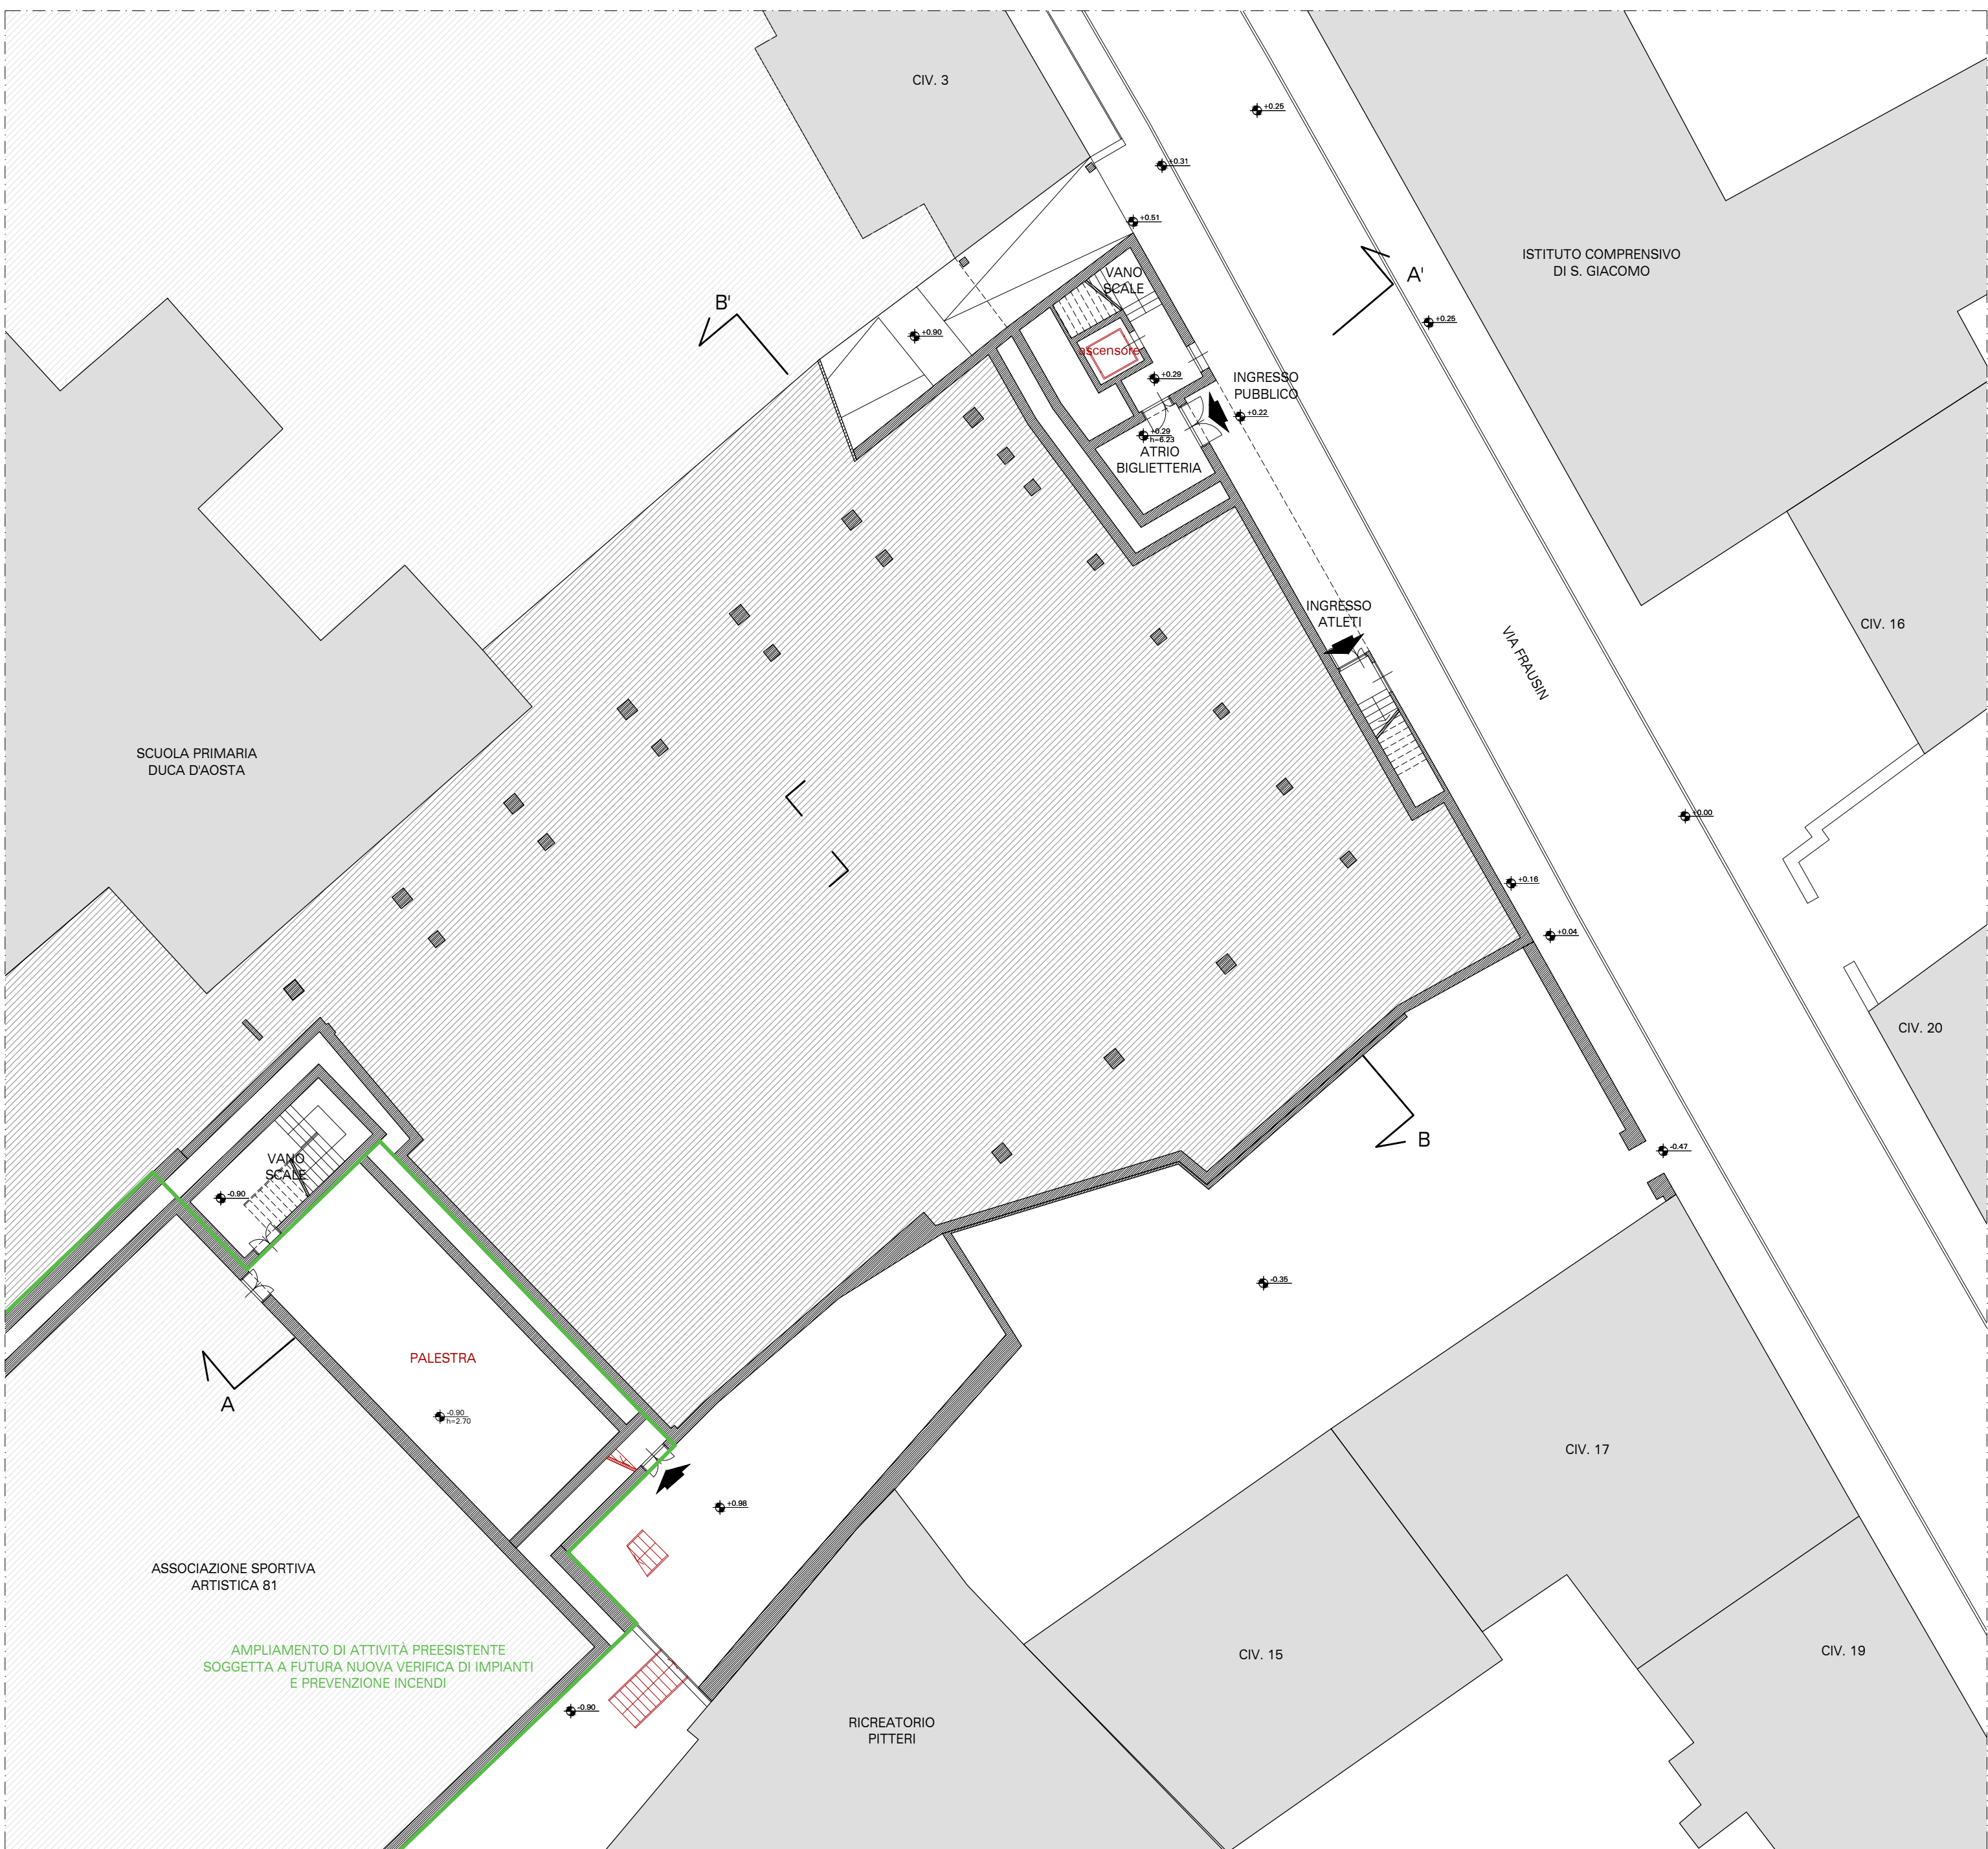 CIV. 3
+0.25
+0.31
+0.51
VANO
SCALE
ISTITUTO COMPRENSIVO
DI S. GIACOMO
A'
B'
+0.90
+0.25
ascensore
+0.29
INGRESSO
PUBBLICO
+0.22
+0.29
h=6.23
ATRIO
BIGLIETTERIA
INGRESSO
ATLETI
CIV. 16
VIA FRAUSIN
SCUOLA PRIMARIA
DUCA D'AOSTA
+0.00
+0.16
+0.04
CIV. 20
B
-0.47
VANO
SCALE
-0.90
-0.35
PALESTRA
A
-0.90
h=2.70
CIV. 17
+0.98
ASSOCIAZIONE SPORTIVA
ARTISTICA 81
AMPLIAMENTO DI ATTIVITÀ PREESISTENTE
SOGGETTA A FUTURA NUOVA VERIFICA DI IMPIANTI
E PREVENZIONE INCENDI
CIV. 15
CIV. 19
-0.90
RICREATORIO
PITTERI